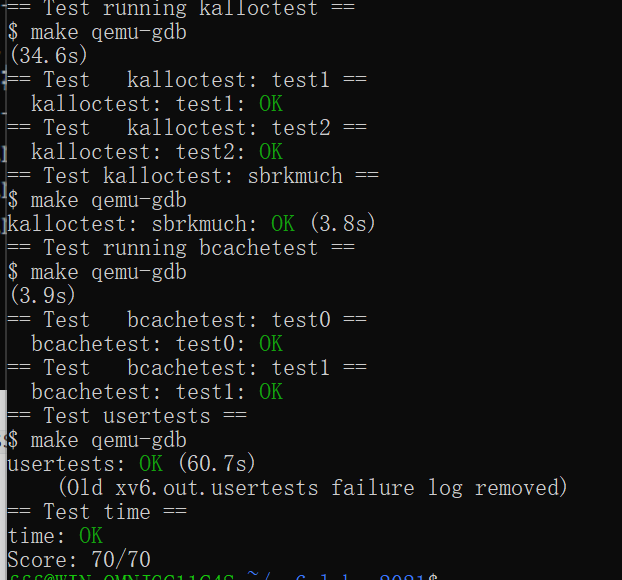 == Test running kalloctest ==
$ make qemu-gdb
(34.6s)
== Test   kalloctest: test1 ==
  kalloctest: test1: OK
== Test   kalloctest: test2 ==
  kalloctest: test2: OK
== Test kalloctest: sbrkmuch ==
$ make qemu-gdb
kalloctest: sbrkmuch: OK (3.8s)
== Test running bcachetest ==
$ make qemu-gdb
(3.9s)
== Test   bcachetest: test0 ==
  bcachetest: test0: OK
== Test   bcachetest: test1 ==
  bcachetest: test1: OK
== Test usertests ==
$ make qemu-gdb
usertests: OK (60.7s)
    (Old xv6.out.usertests failure log removed)
== Test time ==
time: OK
Score: 70/70